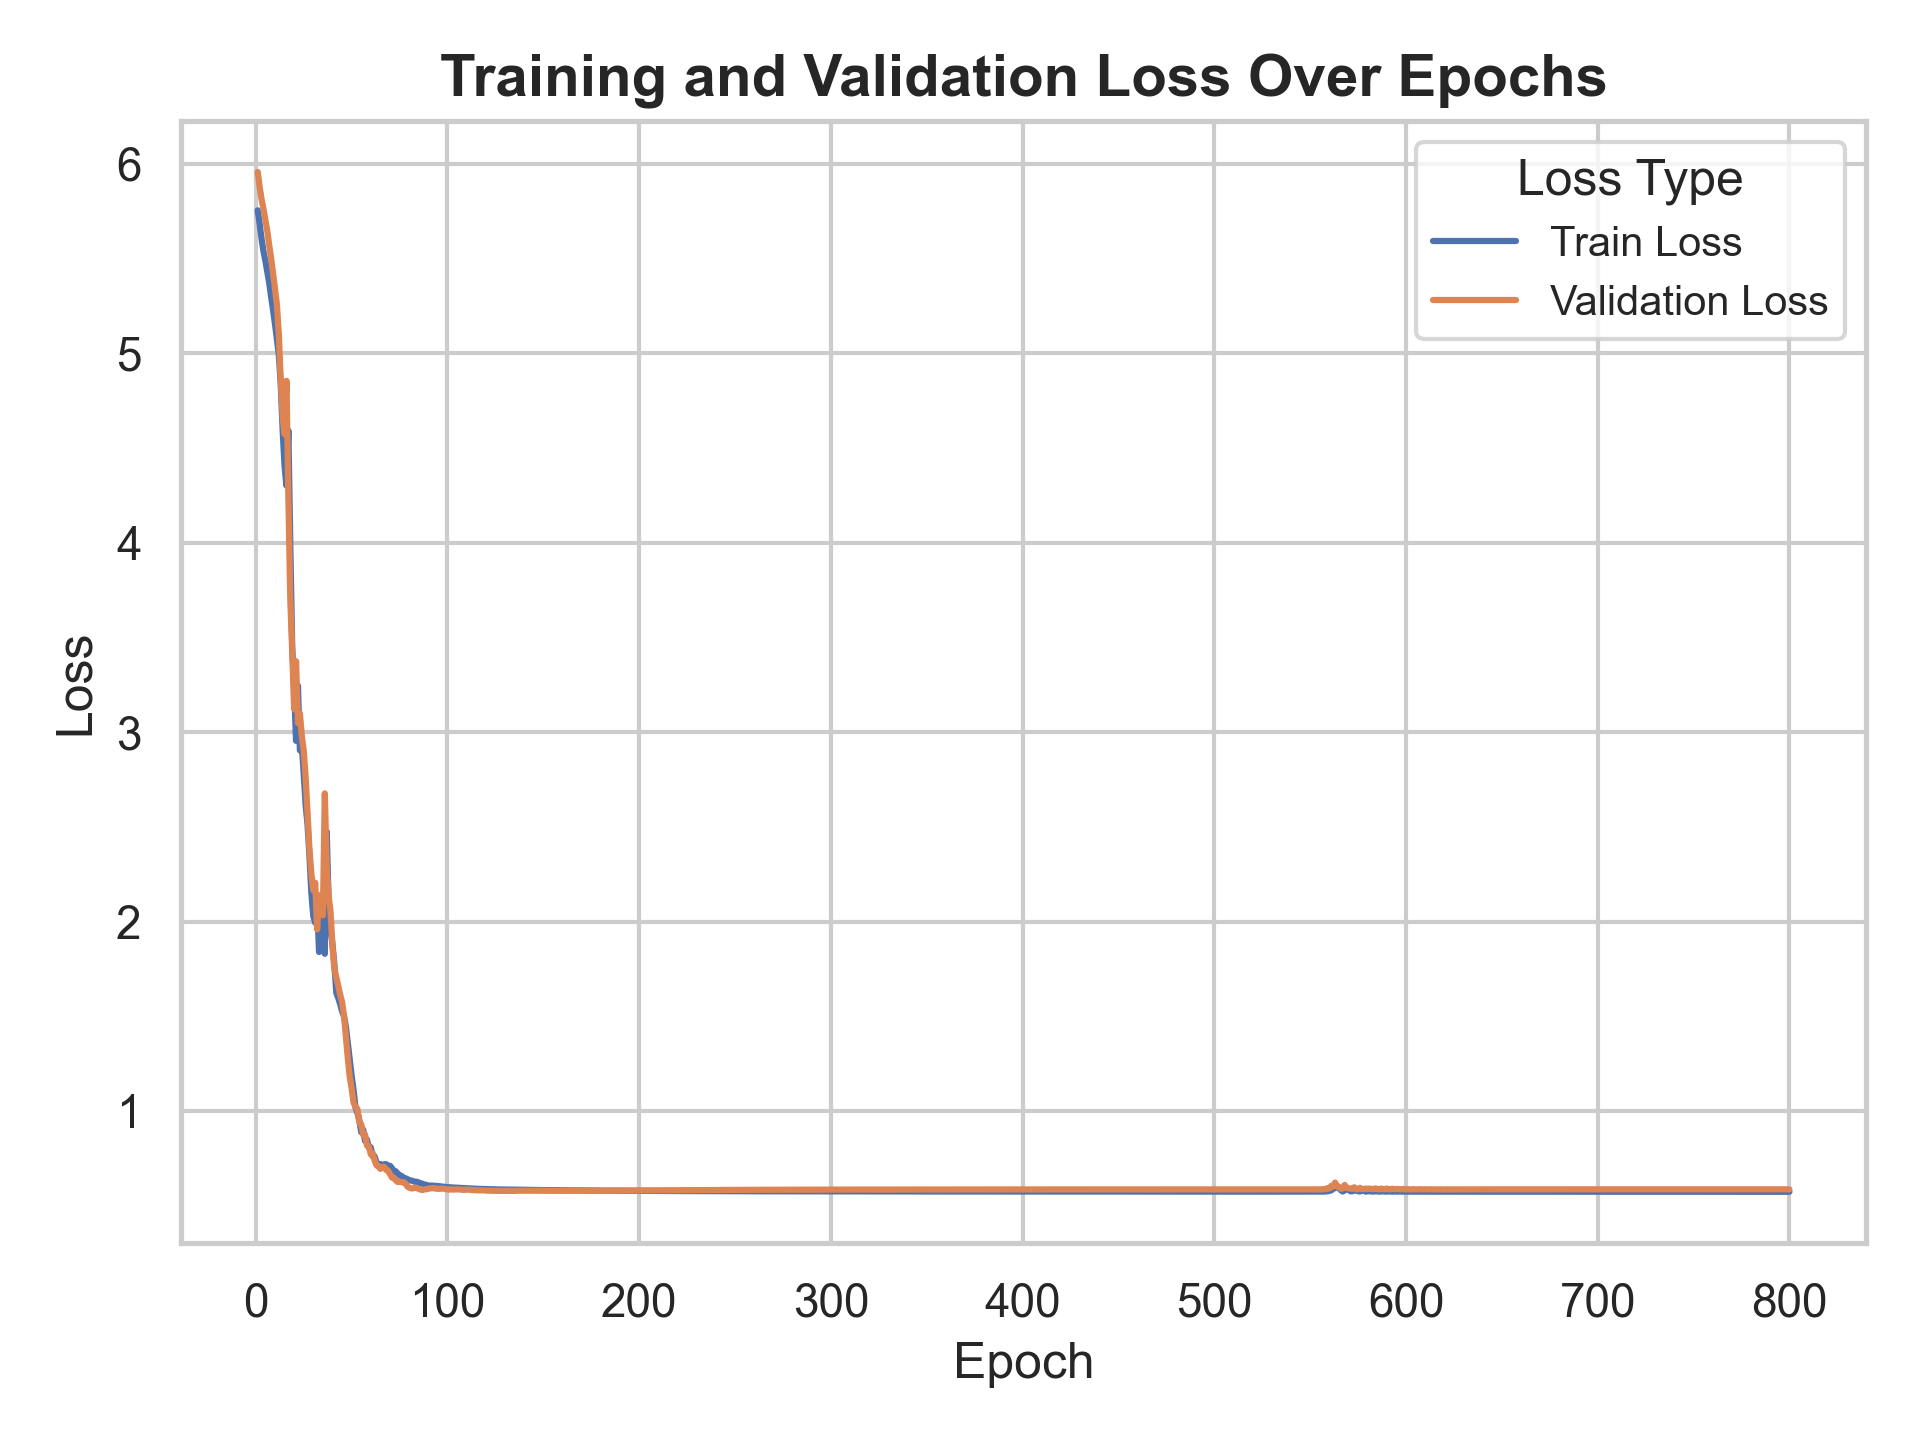 Training and Validation Loss Over Epochs
Loss Type
Train Loss
Validation Loss
6
5
4
3
2
1
Loss
0 100 200 300 400 500 600 700 800
Epoch